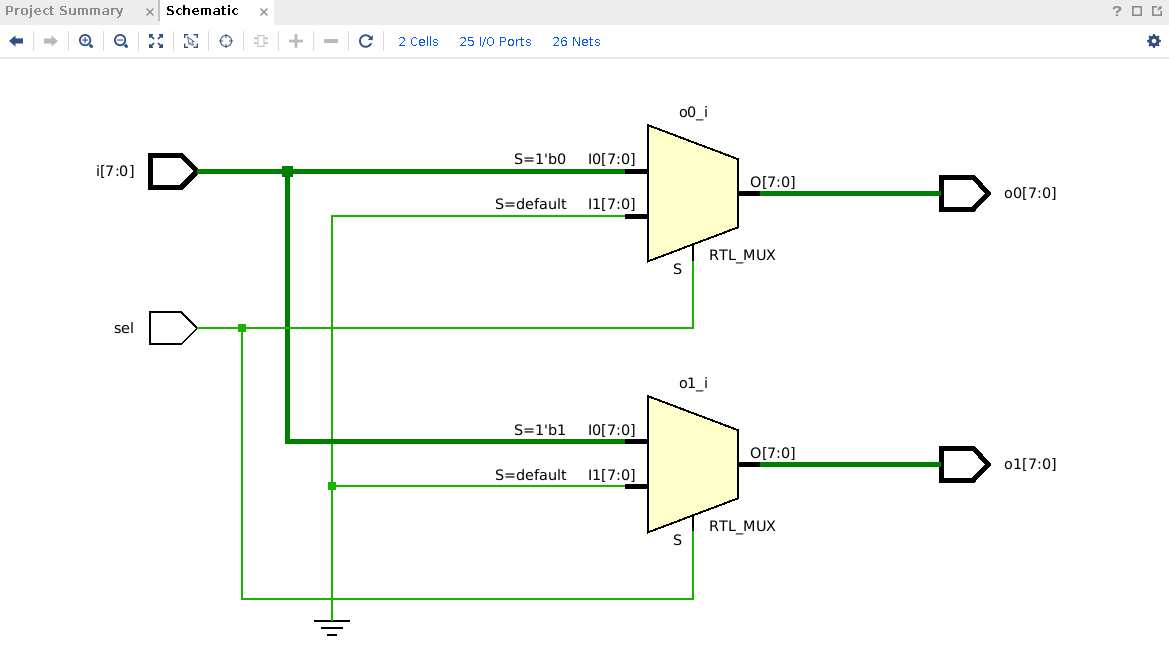 Project Summary × Schematic ×
?
2 Cells 25 I/O Ports 26 Nets
o0_i
i[7:0] S=1'b0 I0[7:0] O[7:0] o0[7:0]
S=default I1[7:0]
S RTL_MUX
sel
o1_i
S=1'b1 I0[7:0] O[7:0] o1[7:0]
S=default I1[7:0]
S RTL_MUX